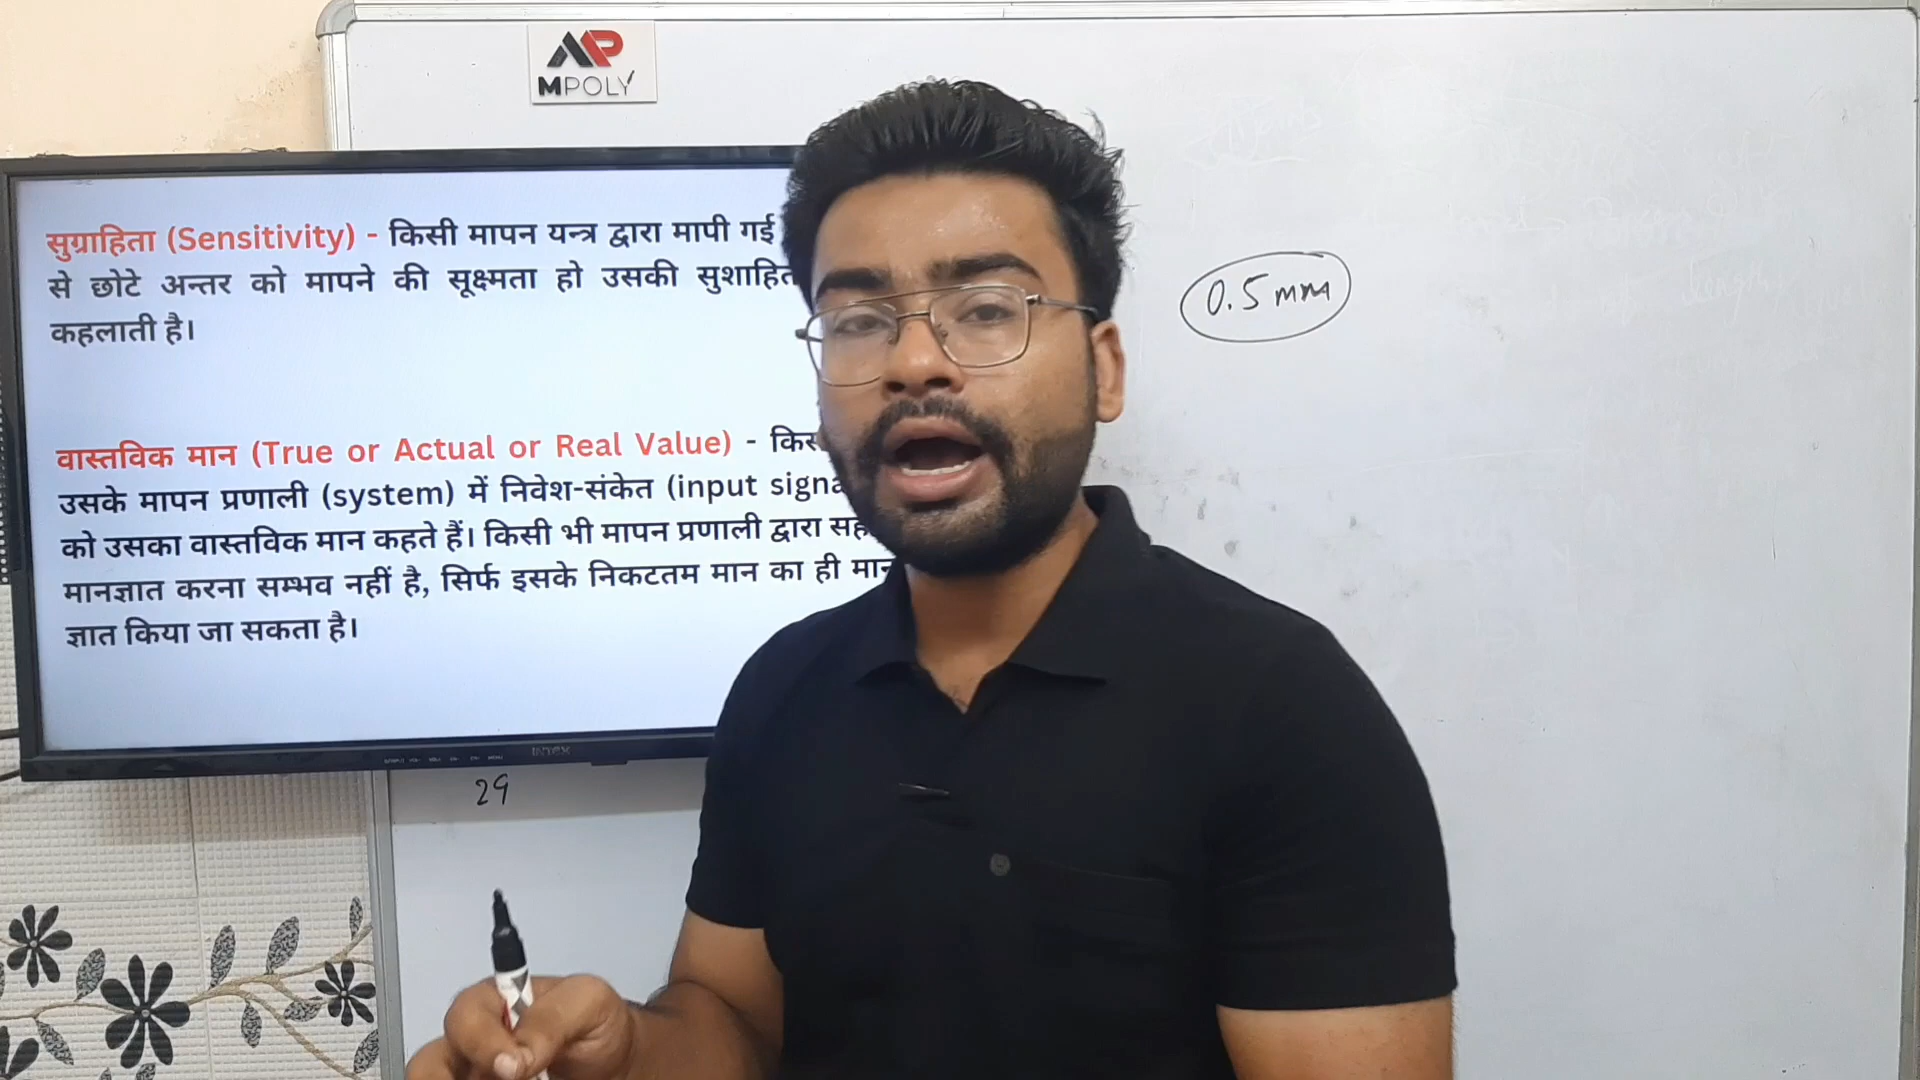 MPOLY
सुग्राहिता (Sensitivity) - किसी मापन यन्त्र द्वारा मापी गई
से छोटे अन्तर को मापने की सूक्ष्मता हो उसकी
कहलाती है।
वास्तविक मान (True or Actual or Real Value) -
उसके मापन प्रणाली (system) में निवेश-संकेत (input
को उसका वास्तविक मान कहते हैं। किसी भी मापन प्रणाली द्वारा
मानज्ञात करना सम्भव नहीं है, सिर्फ इसके निकटतम मान का ही
ज्ञात किया जा सकता है।
INTEX
29
0.5 mm